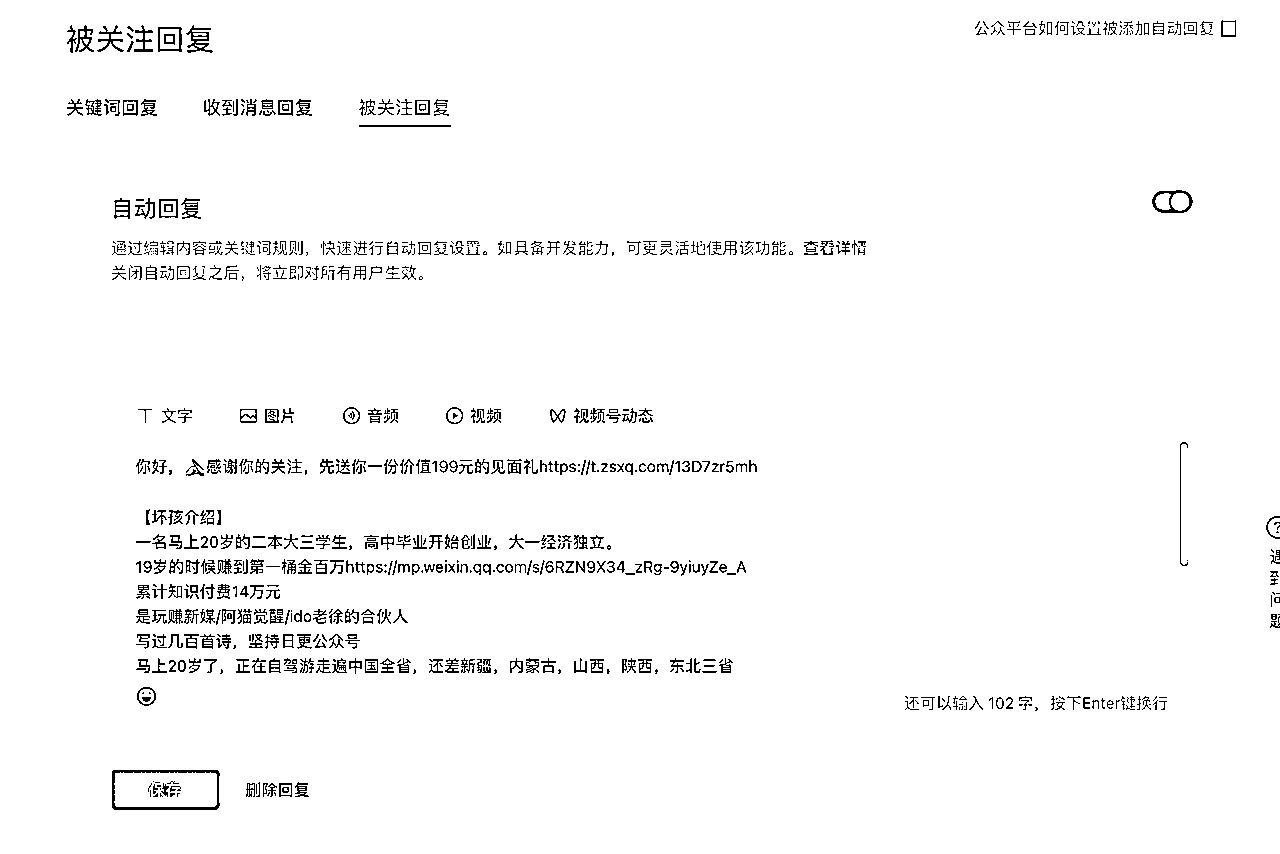 被关注回复
公众平台如何设置被添加自动回复
关键词回复 收到消息回复 被关注回复
自动回复
通过编辑内容或关键词规则，快速进行自动回复设置。如具备开发能力，可更灵活地使用该功能。查看详情
关闭自动回复之后，将立即对所有用户生效。
文字 图片 音频 视频 视频号动态
你好，感谢你的关注，先送你一份价值199元的见面礼https://t.zsxq.com/13D7zr5mh
【坏孩介绍】
一名马上20岁的二本大三学生，高中毕业开始创业，大一经济独立。
19岁的时候赚到第一桶金百万https://mp.weixin.qq.com/s/6RZN9X34_zRg-9yiuyZe_A
累计知识付费14万元
是玩赚新媒/阿猫觉醒/ido老徐的合伙人
写过几百首诗，坚持日更公众号
马上20岁了，正在自驾游走遍中国全省，还差新疆，内蒙古，山西，陕西，东北三省
还可以输入 102 字，按下Enter键换行
保存 删除回复
遇
到
问
题